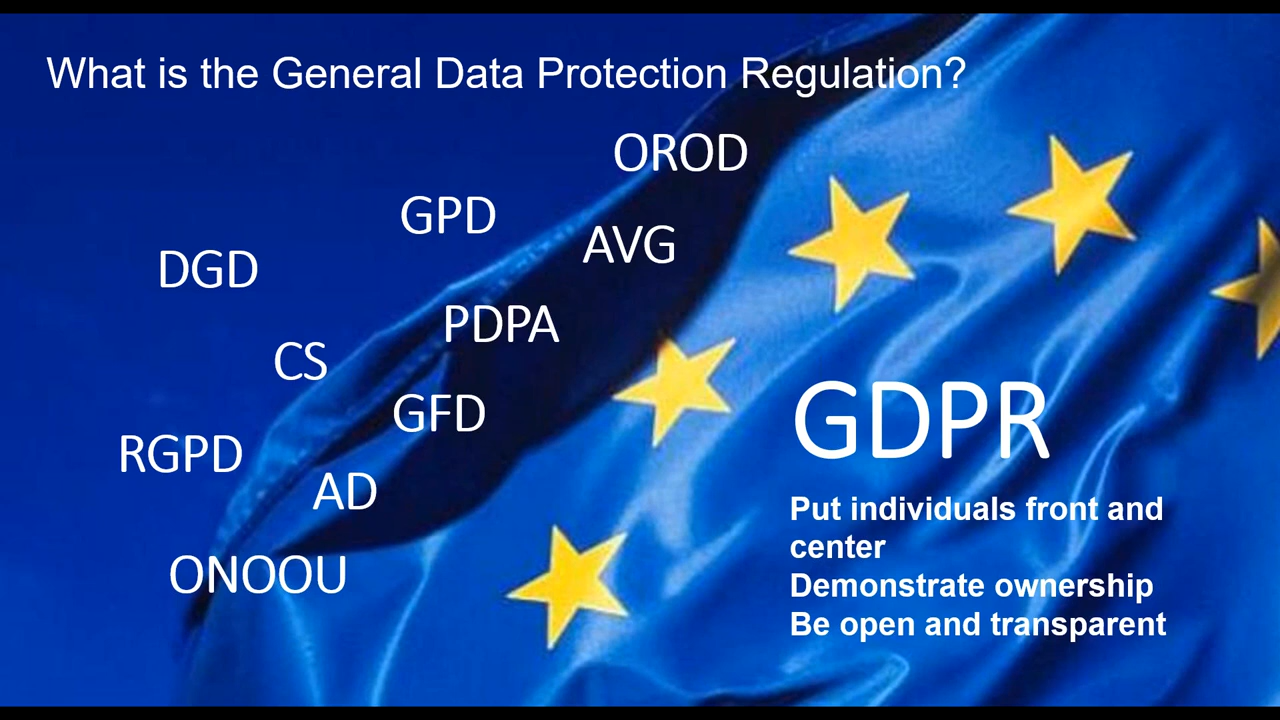 What is the General Data Protection Regulation?
OROD
GPD
AVG
DGD
PDPA
CS
GFD
RGPD
AD
ONOOU
GDPR
Put individuals front and
center
Demonstrate ownership
Be open and transparent